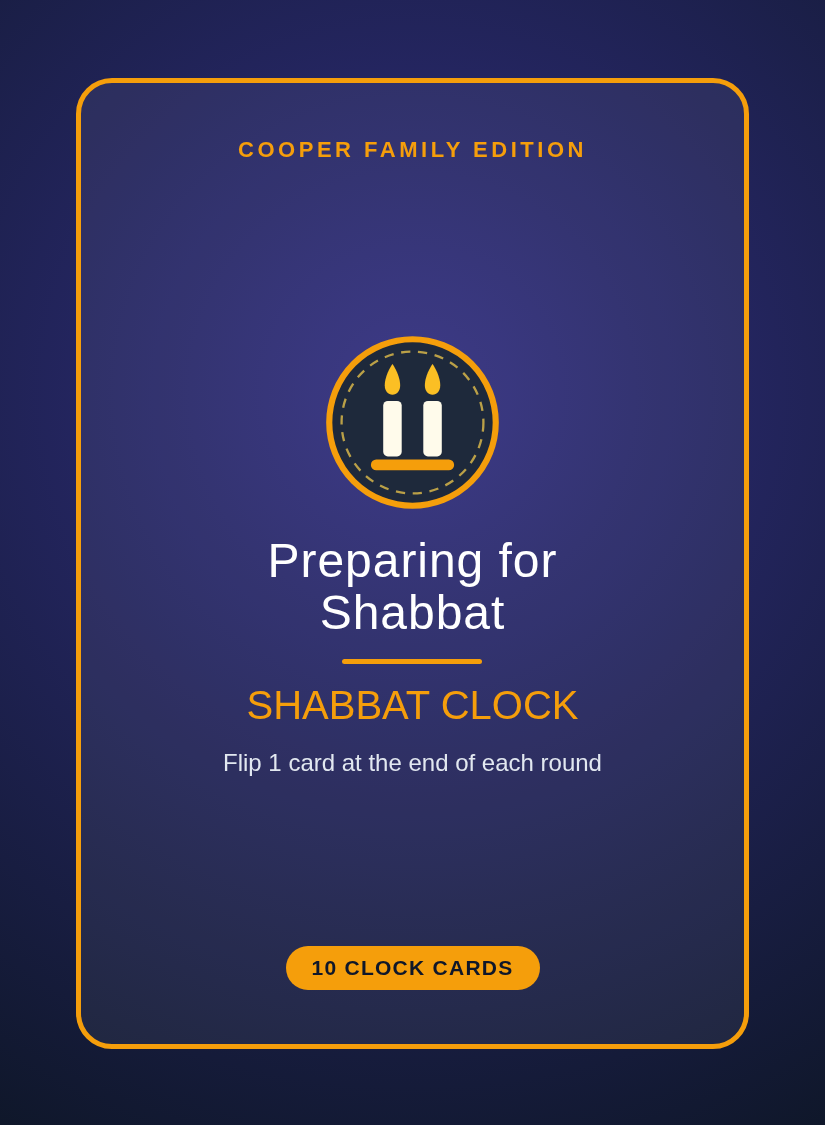 COOPER FAMILY EDITION
Preparing for
Shabbat
SHABBAT CLOCK
Flip 1 card at the end of each round
10 CLOCK CARDS